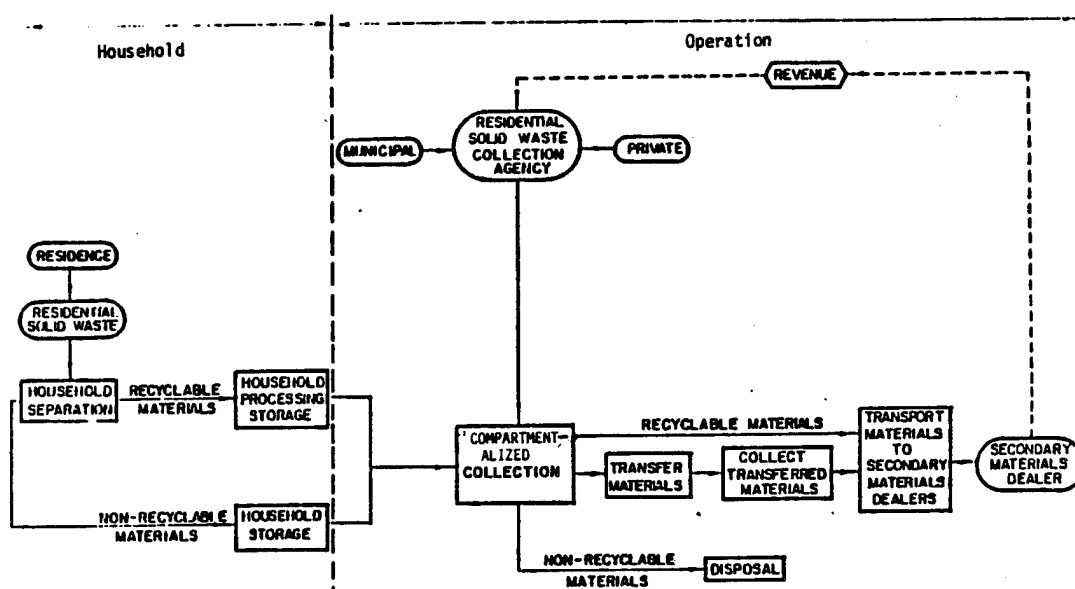 Household
Operation
REVENUE
RESIDENTIAL
SOLID WASTE
COLLECTION
AGENCY
MUNICIPAL
PRIVATE
RESIDENCE
RESIDENTIAL
SOLID WASTE
HOUSEHOLD
SEPARATION
RECYCLABLE
MATERIALS
HOUSEHOLD
PROCESSING
STORAGE
NON-RECYCLABLE
MATERIALS
HOUSEHOLD
STORAGE
COMPARTMENT-
ALIZED
COLLECTION
RECYCLABLE MATERIALS
TRANSFER
MATERIALS
COLLECT
TRANSFERRED
MATERIALS
TRANSPORT
MATERIALS
TO
SECONDARY
MATERIALS
DEALERS
SECONDARY
MATERIALS
DEALER
NON-RECYCLABLE
MATERIALS
DISPOSAL